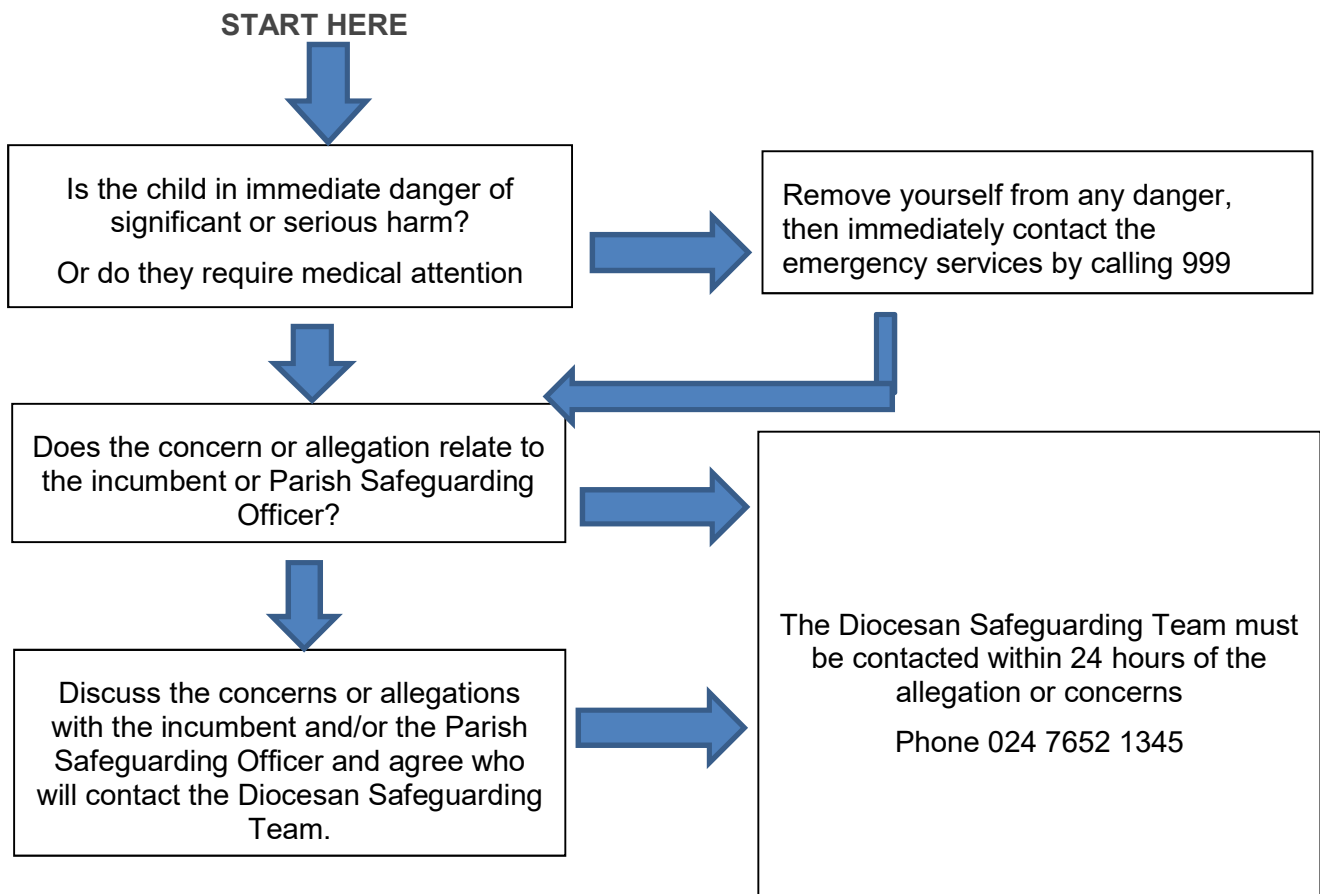 START HERE
Is the child in immediate danger of
significant or serious harm?
Or do they require medical attention
Remove yourself from any danger,
then immediately contact the
emergency services by calling 999
Does the concern or allegation relate to
the incumbent or Parish Safeguarding
Officer?
Discuss the concerns or allegations
with the incumbent and/or the Parish
Safeguarding Officer and agree who
will contact the Diocesan Safeguarding
Team.
The Diocesan Safeguarding Team must
be contacted within 24 hours of the
allegation or concerns
Phone 024 7652 1345